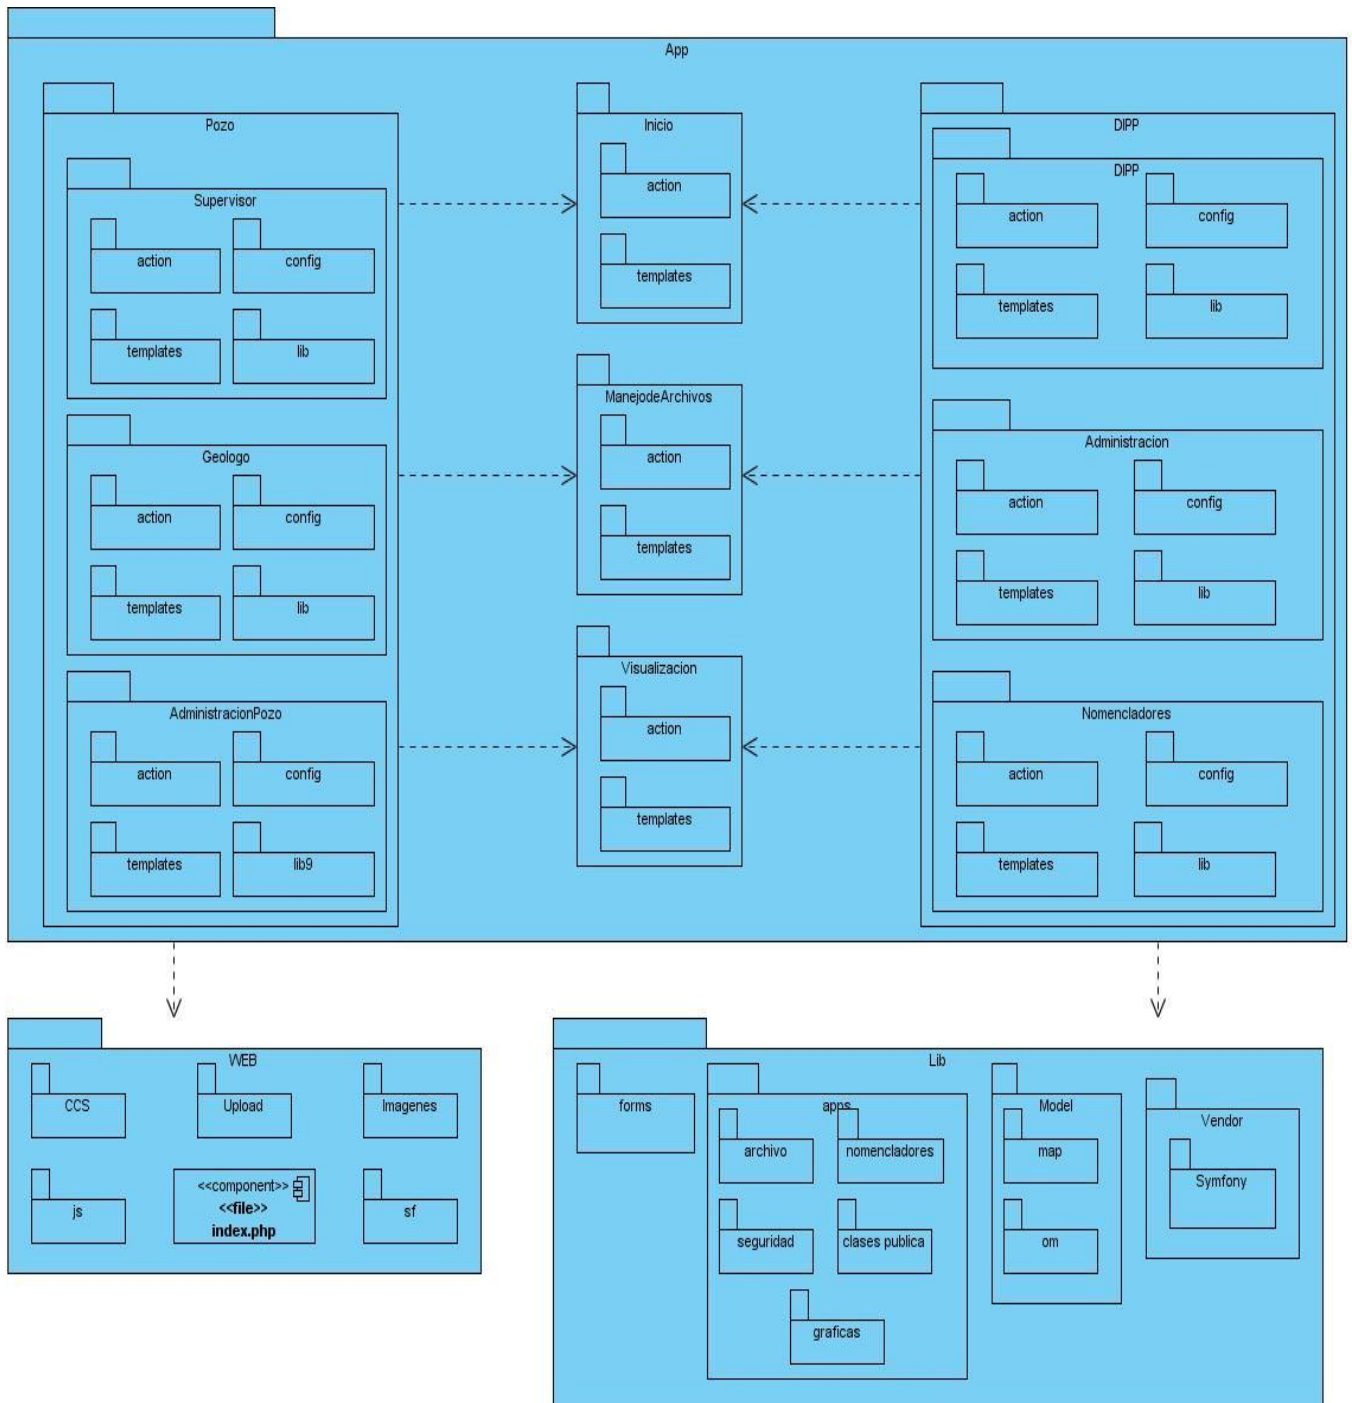 App
Pozo
Supervisor
action
config
templates
lib
Geologo
action
config
templates
lib
AdministracionPozo
action
config
templates
lib9
Inicio
action
templates
ManejodeArchivos
action
templates
Visualizacion
action
templates
DIPP
DIPP
action
config
templates
lib
Administracion
action
config
templates
lib
Nomencladores
action
config
templates
lib
WEB
CCS
Upload
Imagenes
js
<<component>>
<<file>>
index.php
sf
Lib
forms
apps
archivo
nomencladores
seguridad
clases publica
graficas
Model
map
om
Vendor
Symfony